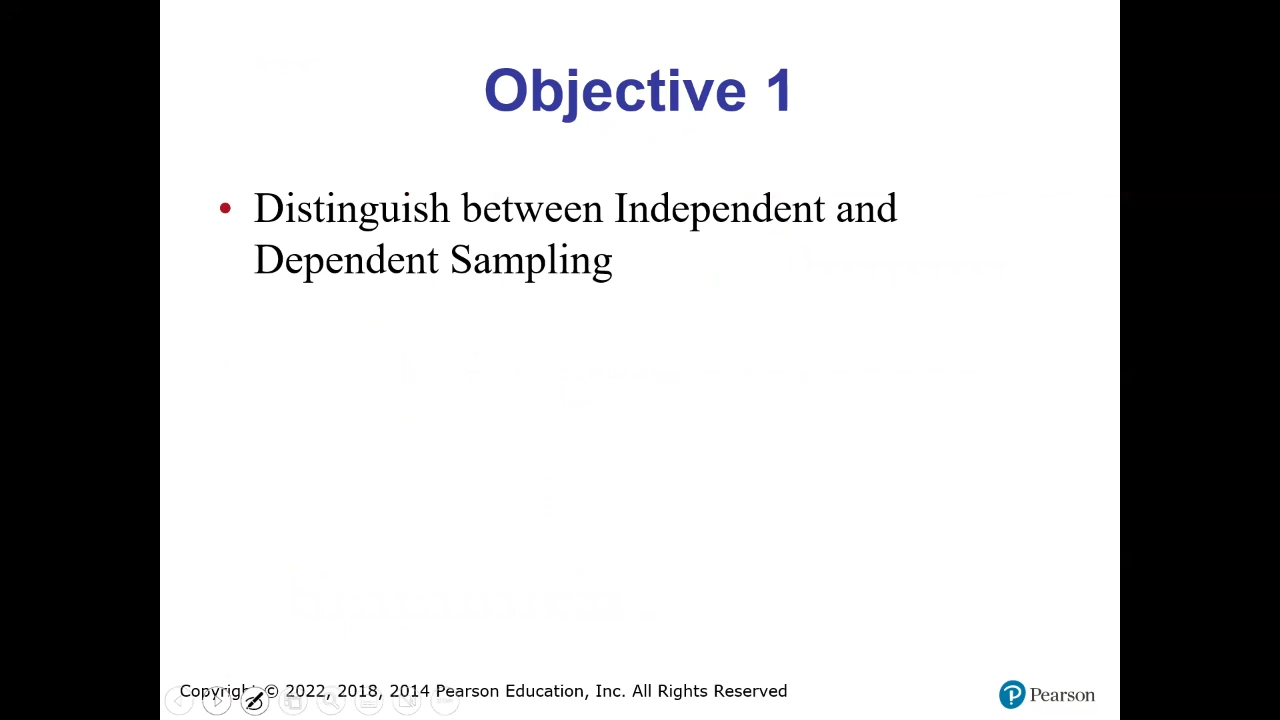 Objective 1
• Distinguish between Independent and
Dependent Sampling
Copyright © 2022, 2018, 2014 Pearson Education, Inc. All Rights Reserved
Pearson